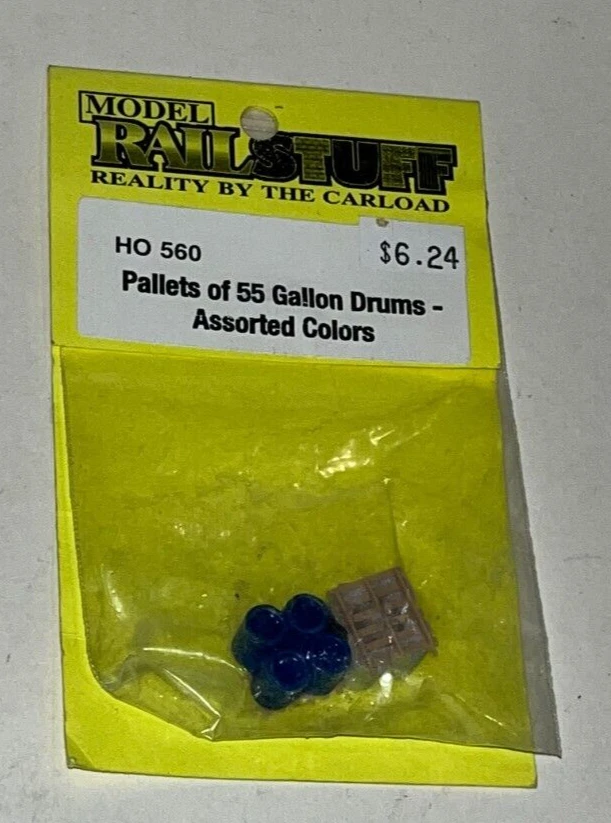 MODEL
RAILSTUFF
REALITY BY THE CARLOAD
HO 560
$6.24
Pallets of 55 Gallon Drums -
Assorted Colors